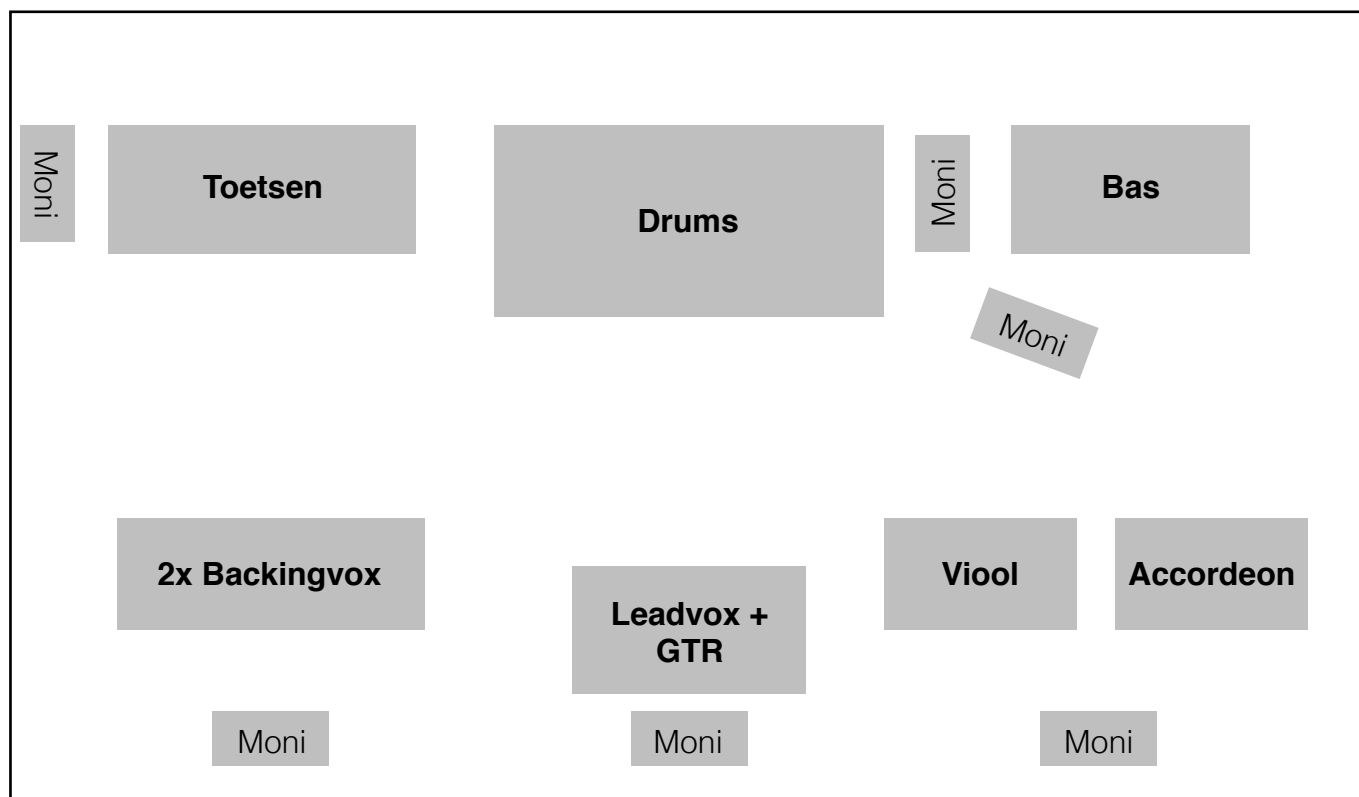 Moni
Toetsen
Drums
Moni
Bas
Moni
2x Backingvox
Leadvox +
GTR
Viool
Accordeon
Moni
Moni
Moni